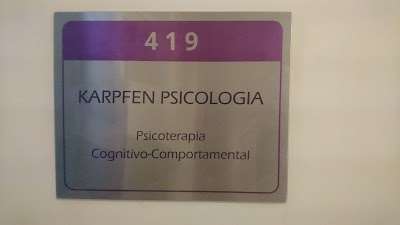 419
KARPFEN PSICOLOGIA
Psicoterapia
Cognitivo-Comportamental